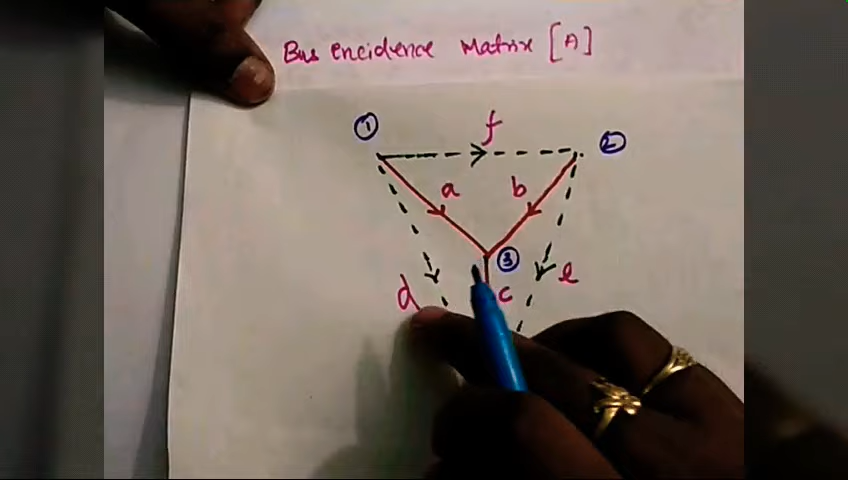 Bus encidence Matrix [A]
f
① ②
a b
③
d c e